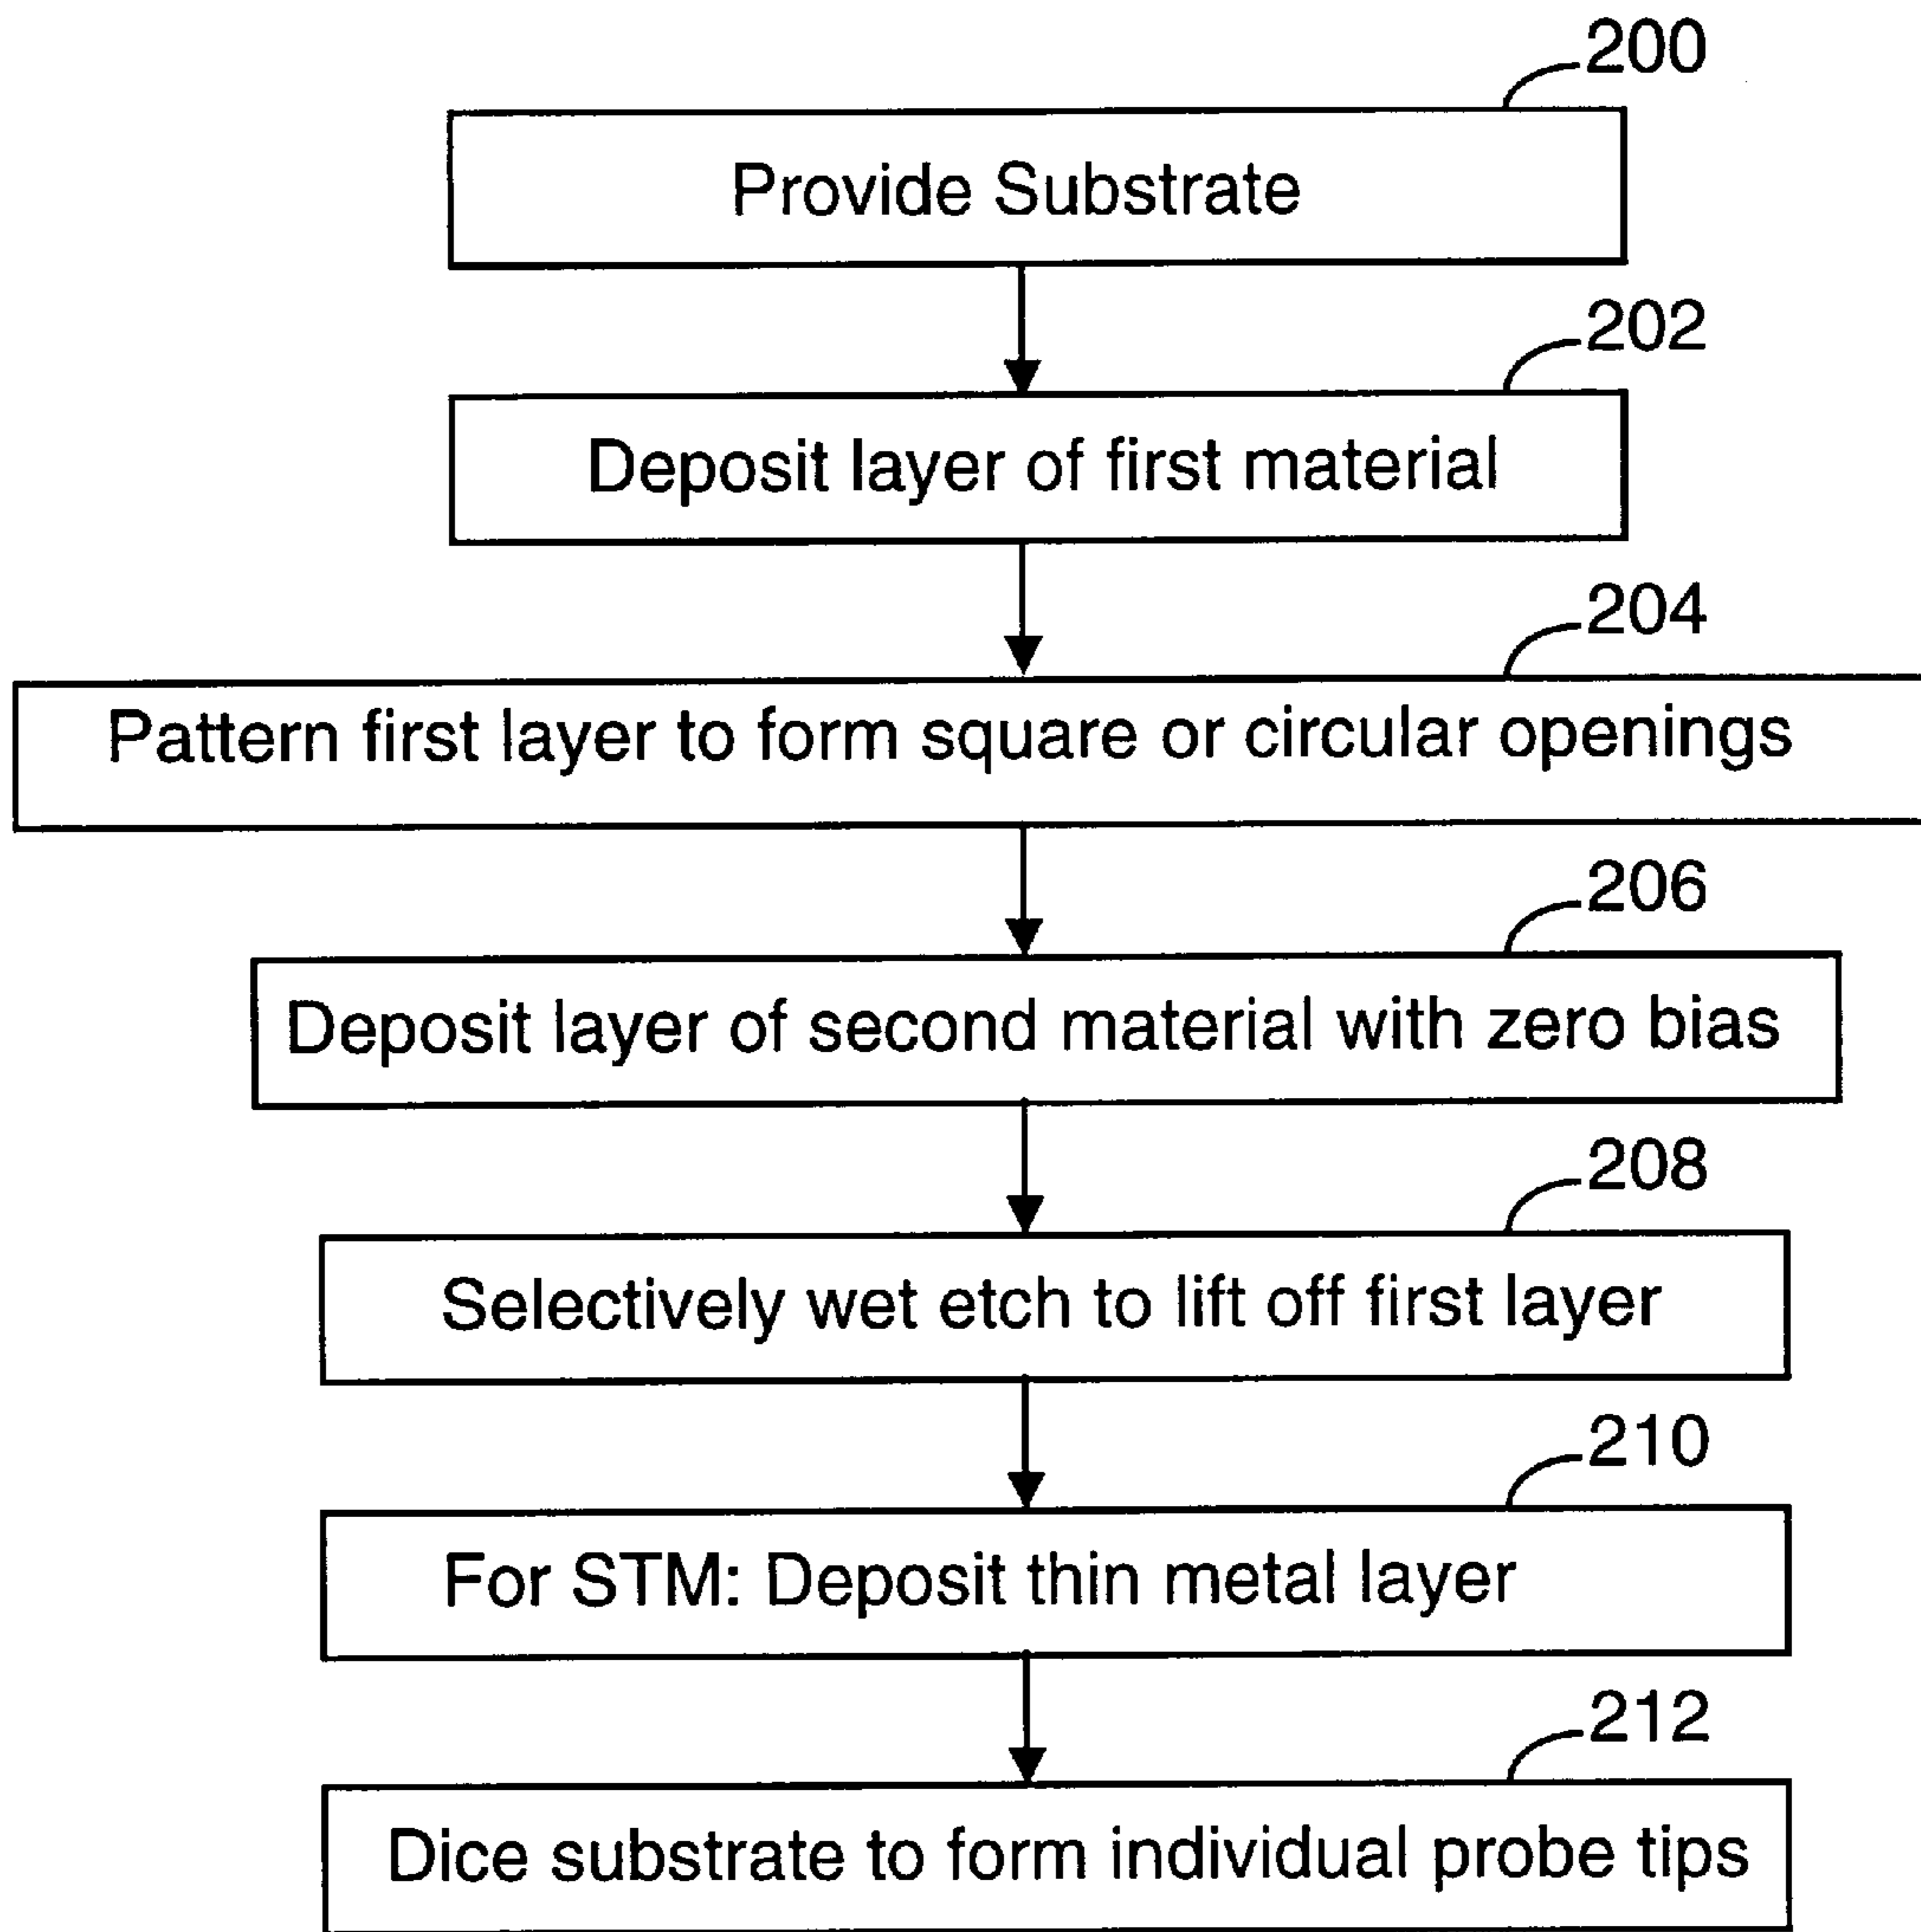 200
Provide Substrate
202
Deposit layer of first material
204
Pattern first layer to form square or circular openings
206
Deposit layer of second material with zero bias
208
Selectively wet etch to lift off first layer
210
For STM: Deposit thin metal layer
212
Dice substrate to form individual probe tips